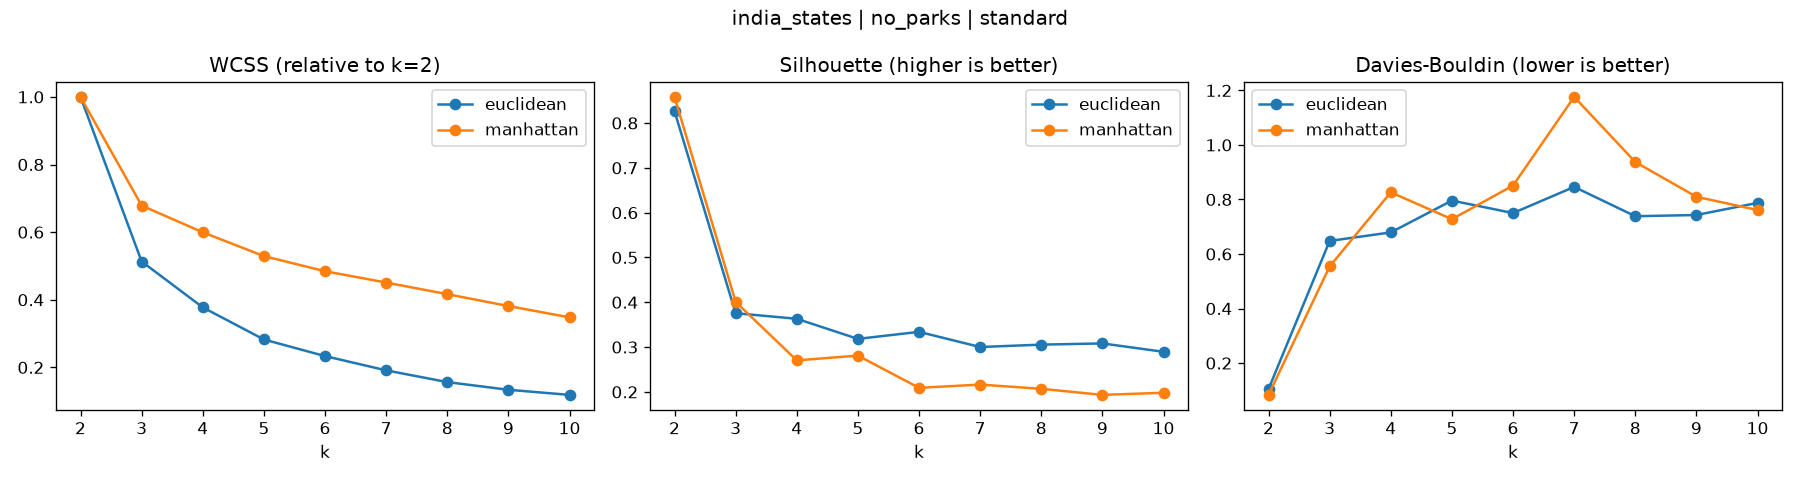 india_states | no_parks | standard
WCSS (relative to k=2)
1.0
0.8
0.6
0.4
0.2
2 3 4 5 6 7 8 9 10
k
euclidean
manhattan
Silhouette (higher is better)
0.8
0.7
0.6
0.5
0.4
0.3
0.2
2 3 4 5 6 7 8 9 10
k
euclidean
manhattan
Davies-Bouldin (lower is better)
1.2
1.0
0.8
0.6
0.4
0.2
2 3 4 5 6 7 8 9 10
k
euclidean
manhattan